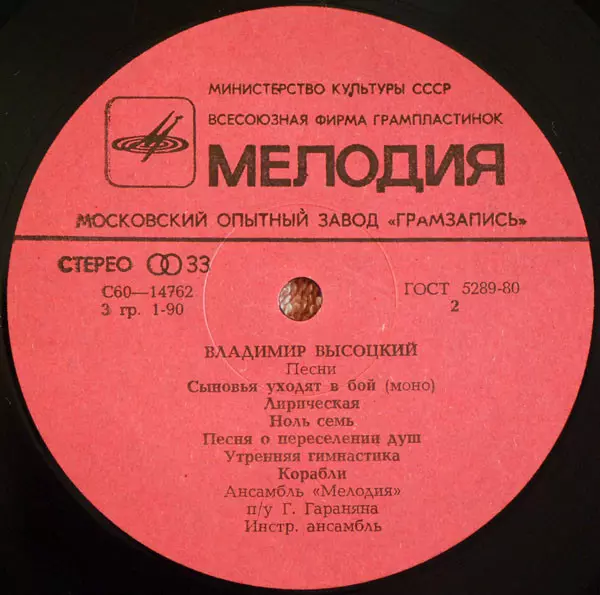 МИНИСТЕРСТВО КУЛЬТУРЫ СССР
ВСЕСОЮЗНАЯ ФИРМА ГРАМПЛАСТИНОК
МЕЛОДИЯ
МОСКОВСКИЙ ОПЫТНЫЙ ЗАВОД «ГРАМЗАПИСЬ»
СТЕРЕО 33
С60—14762
3 гр. 1-90
ГОСТ 5289-80
2
ВЛАДИМИР ВЫСОЦКИЙ
Песни
Сыновья уходят в бой (моно)
Лирическая
Ноль семь
Песня о переселении душ
Утренняя гимнастика
Корабли
Ансамбль «Мелодия»
п/у Г. Гараняна
Инстр. ансамбль